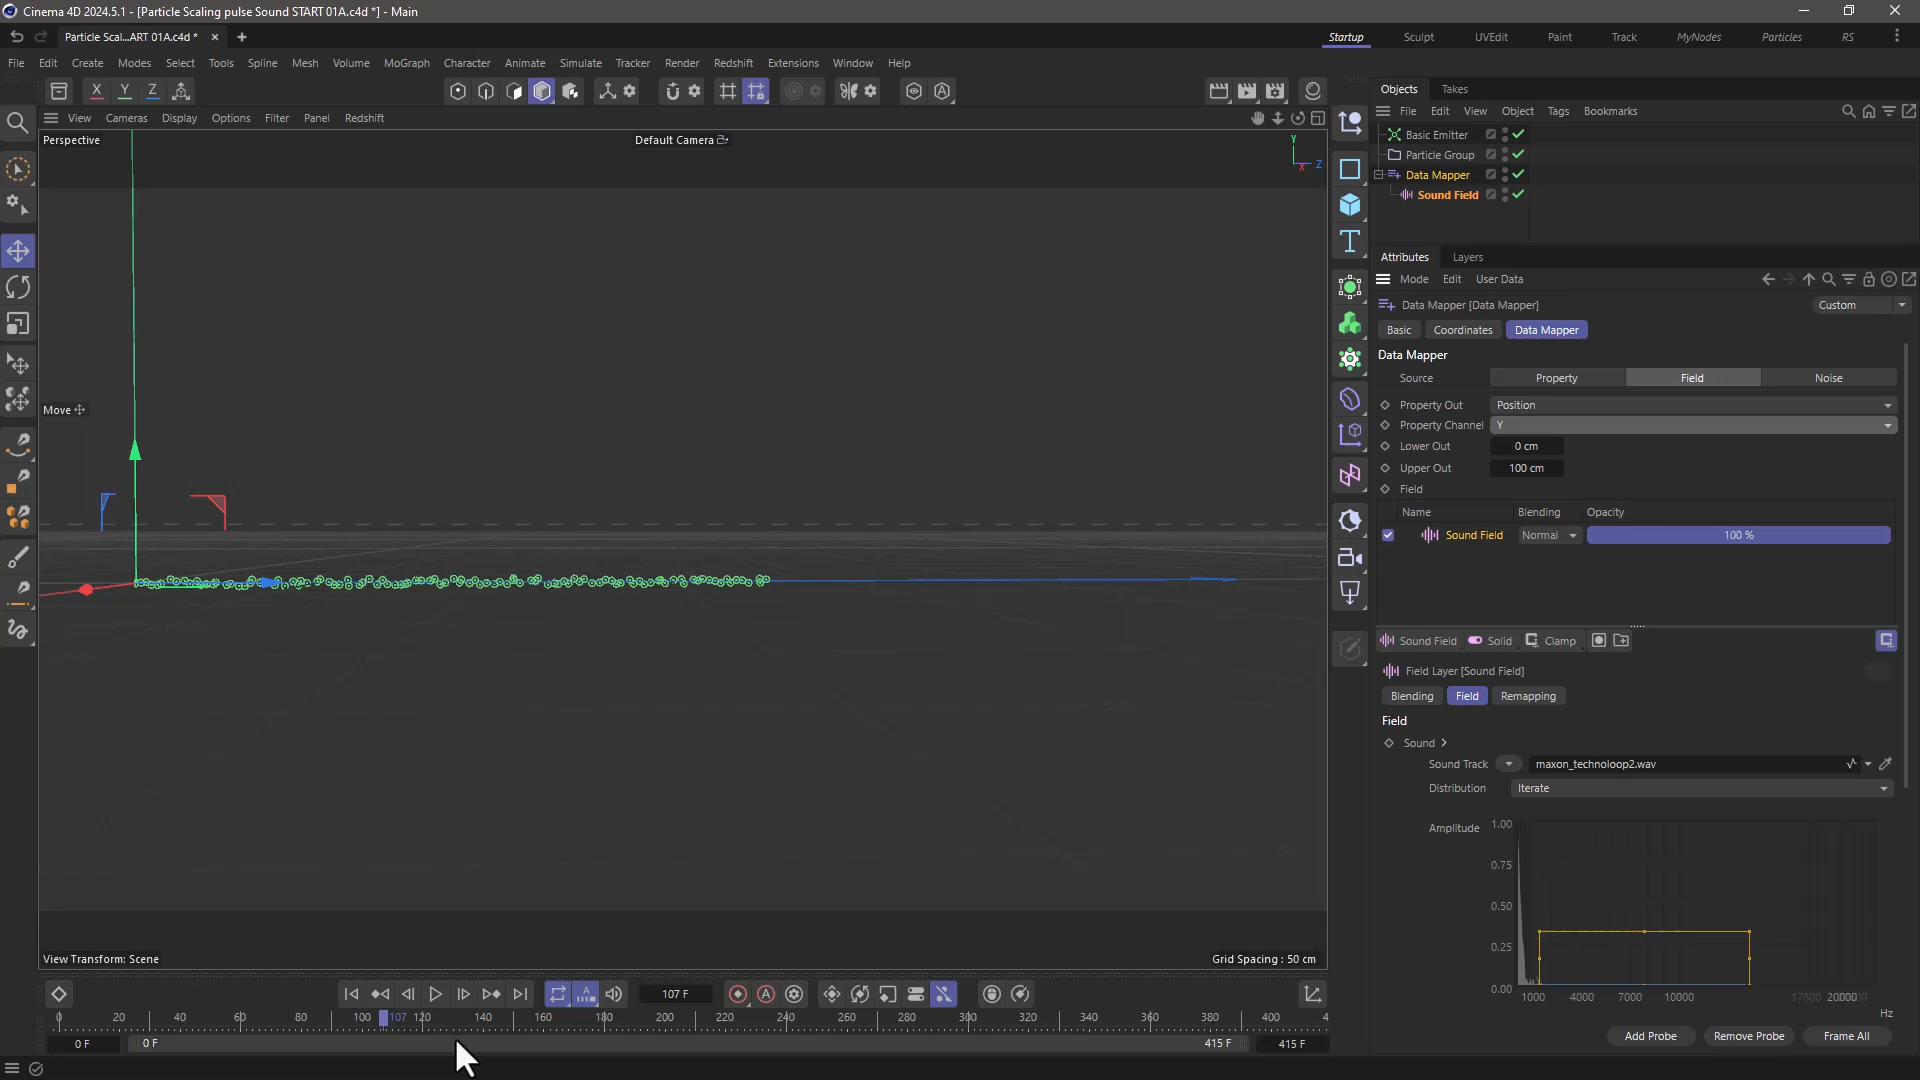 Cinema 4D 2024.5.1 - [Particle Scaling pulse Sound START 01A.c4d *] - Main
Particle Scal...ART 01A.c4d *
Startup Sculpt UVEdit Paint Track MyNodes Particles RS
File Edit Create Modes Select Tools Spline Mesh Volume MoGraph Character Animate Simulate Tracker Render Redshift Extensions Window Help
X Y Z
Objects Takes
File Edit View Object Tags Bookmarks
View Cameras Display Options Filter Panel Redshift
Perspective
Default Camera
Y
X Z
Basic Emitter
Particle Group
Data Mapper
Sound Field
Attributes Layers
Mode Edit User Data
Data Mapper [Data Mapper]
Custom
Basic Coordinates Data Mapper
Data Mapper
Source Property Field Noise
Property Out Position
Property Channel Y
Lower Out 0 cm
Upper Out 100 cm
Field
Name Blending Opacity
Sound Field Normal 100 %
Move
Sound Field Solid Clamp
Field Layer [Sound Field]
Blending Field Remapping
Field
Sound
Sound Track maxon_technoloop2.wav
Distribution Iterate
Amplitude
1.00
0.75
0.50
0.25
0.00
1000 4000 7000 10000
Hz
Add Probe Remove Probe Frame All
View Transform: Scene
Grid Spacing : 50 cm
107 F
0 20 40 60 80 100 107 120 140 160 180 200 220 240 260 280 300 320 340 360 380 400 4
0 F 0 F 415 F 415 F